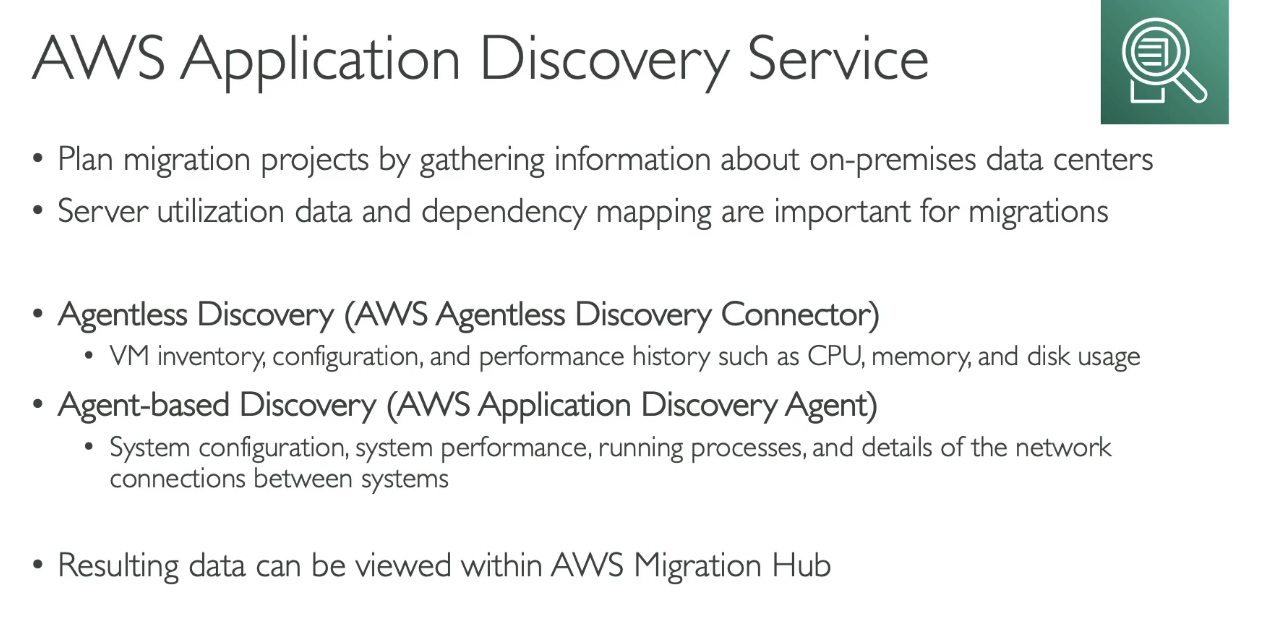 AWS Application Discovery Service
• Plan migration projects by gathering information about on-premises data centers
• Server utilization data and dependency mapping are important for migrations
• Agentless Discovery (AWS Agentless Discovery Connector)
• VM inventory, configuration, and performance history such as CPU, memory, and disk usage
• Agent-based Discovery (AWS Application Discovery Agent)
• System configuration, system performance, running processes, and details of the network
connections between systems
• Resulting data can be viewed within AWS Migration Hub